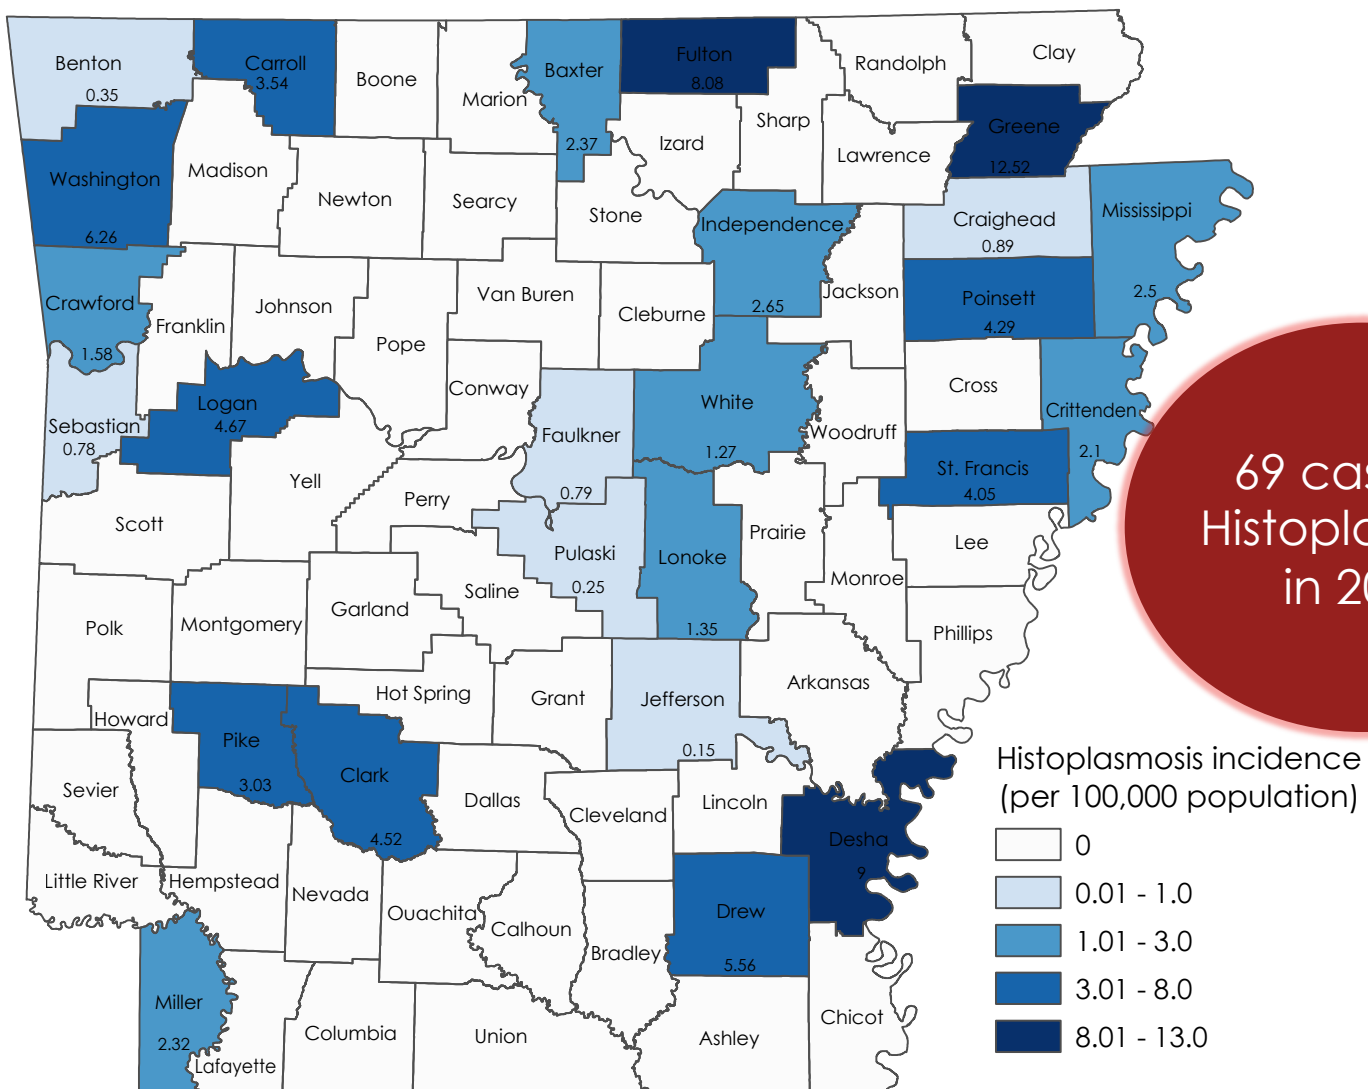 Benton
0.35
Carroll
3.54
Boone
Marion
Baxter
2.37
Fulton
8.08
Randolph
Clay
Sharp
Izard
Lawrence
Greene
12.52
Washington
6.26
Madison
Newton
Searcy
Stone
Independence
2.65
Craighead
0.89
Mississippi
2.5
Crawford
1.58
Franklin
Johnson
Pope
Van Buren
Cleburne
Jackson
Poinsett
4.29
Cross
Crittenden
2.1
Sebastian
0.78
Logan
4.67
Conway
Faulkner
0.79
White
1.27
Woodruff
St. Francis
4.05
Yell
Perry
Scott
Pulaski
0.25
Lonoke
1.35
Prairie
Monroe
Lee
Saline
Garland
Polk
Montgomery
Phillips
Arkansas
Hot Spring
Grant
Jefferson
0.15
Howard
Pike
3.03
Clark
4.52
Sevier
Dallas
Cleveland
Lincoln
Desha
9
Little River
Hempstead
Nevada
Ouachita
Calhoun
Bradley
Drew
5.56
Miller
2.32
Lafayette
Columbia
Union
Ashley
Chicot
69 cas
Histopla
in 20
Histoplasmosis incidence
(per 100,000 population)
0
0.01 - 1.0
1.01 - 3.0
3.01 - 8.0
8.01 - 13.0